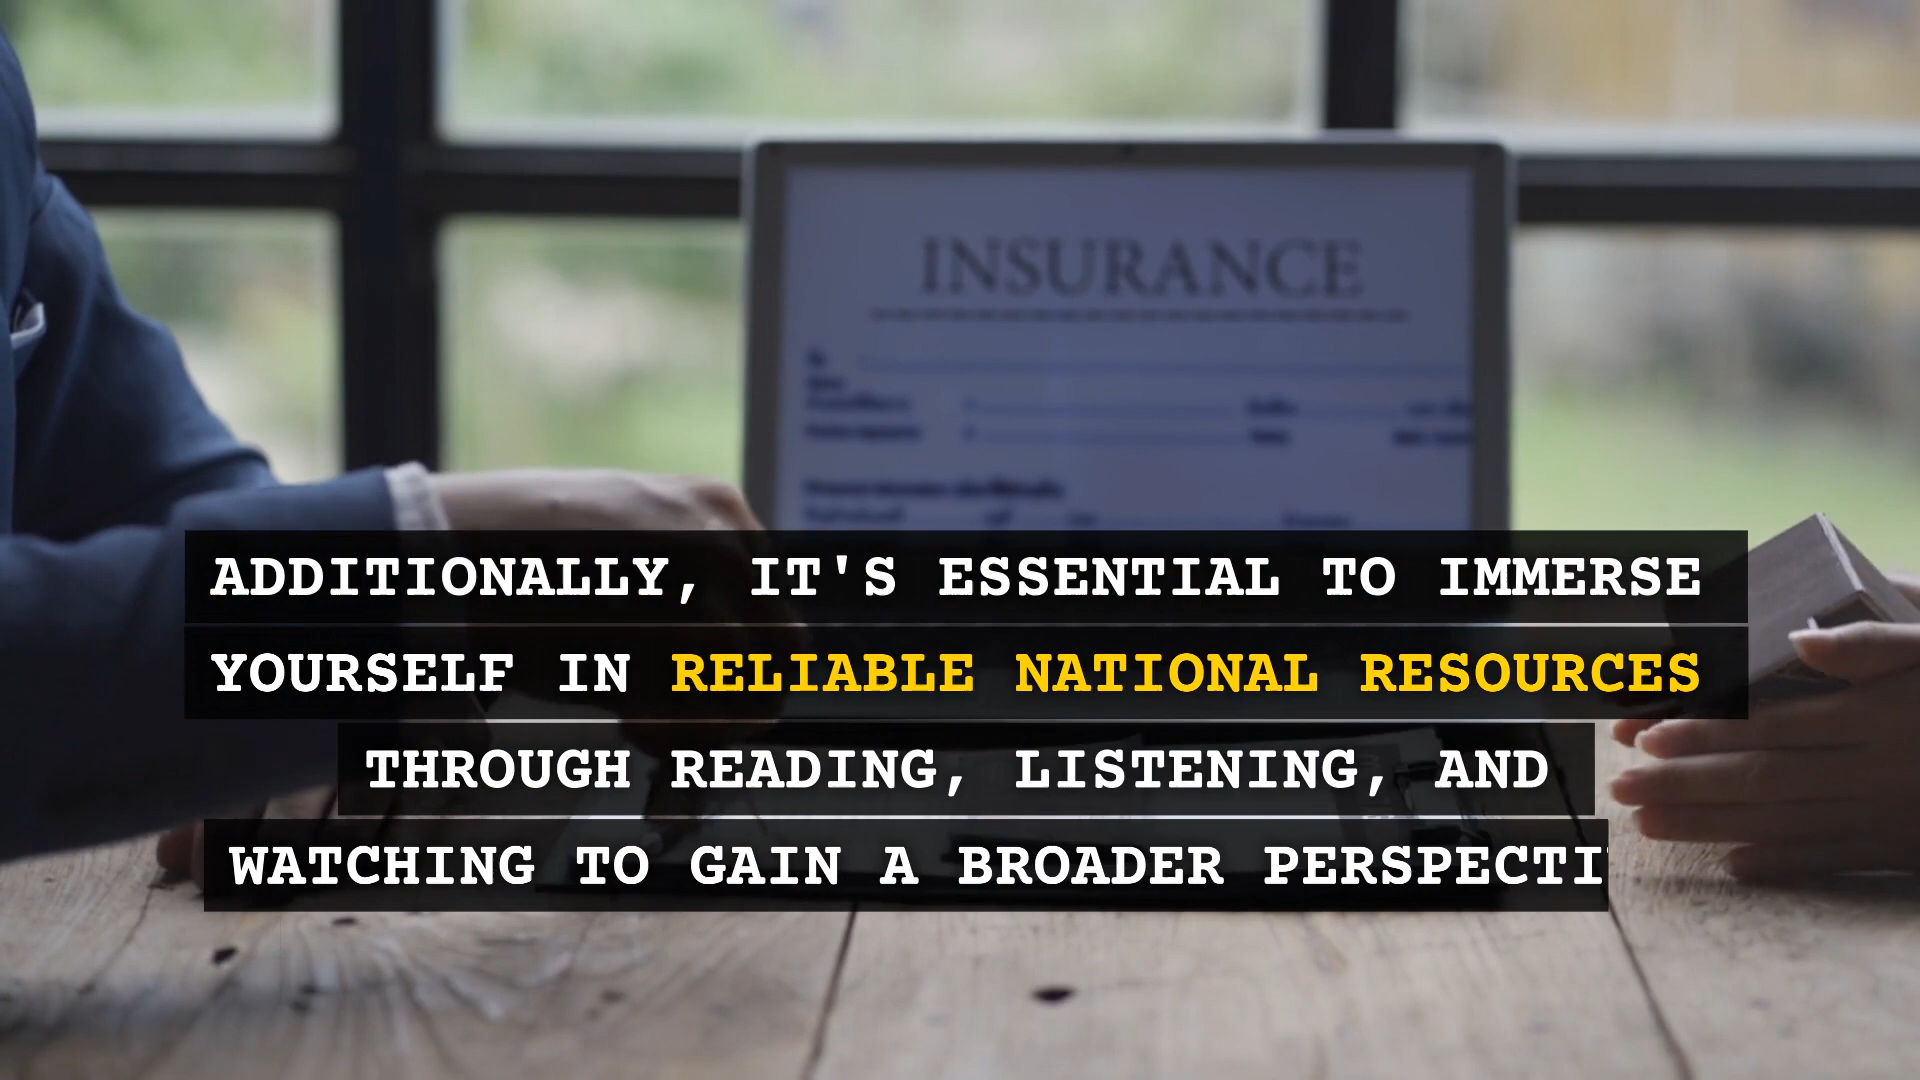 INSURANCE
ADDITIONALLY, IT'S ESSENTIAL TO IMMERSE
YOURSELF IN RELIABLE NATIONAL RESOURCES
THROUGH READING, LISTENING, AND
WATCHING TO GAIN A BROADER PERSPECTI